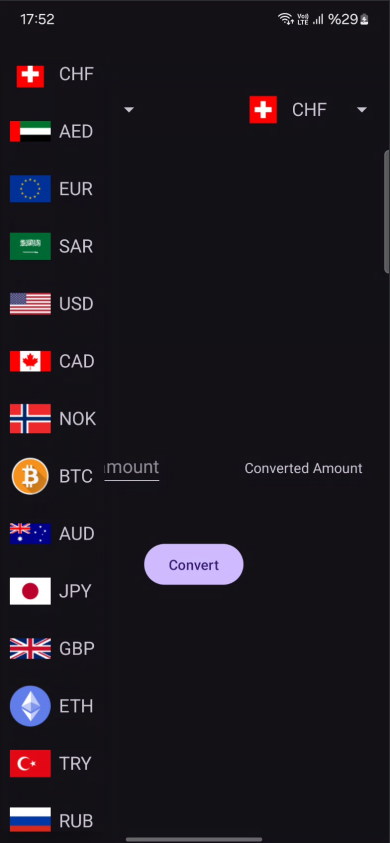 17:52 Vo)) LTE %29
CHF
CHF
AED
EUR
SAR
USD
CAD
NOK
BTC
mount
Converted Amount
AUD
Convert
JPY
GBP
ETH
TRY
RUB